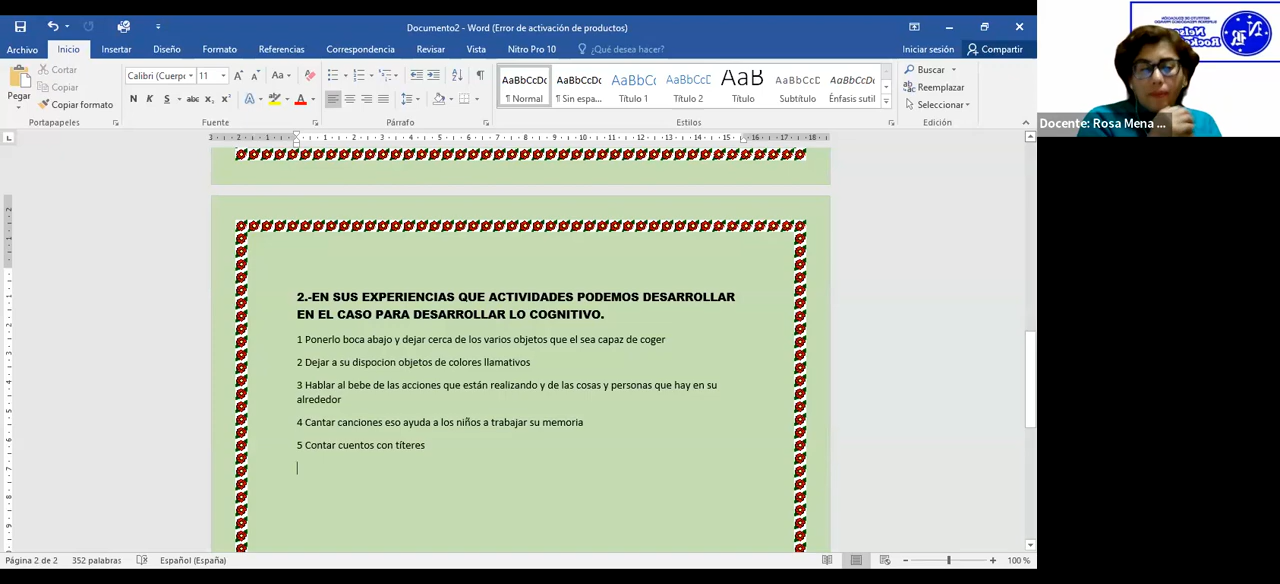 Documento2 - Word (Error de activación de productos)
Archivo Inicio Insertar Diseño Formato Referencias Correspondencia Revisar Vista Nitro Pro 10 ¿Qué desea hacer? Iniciar sesión Compartir
Pegar
Cortar
Copiar
Copiar formato
Portapapeles
Calibri (Cuerpo 11
N K S abc x₂ x²
Fuente
Párrafo
AaBbCcDc AaBbCcDc AaBbCc AaBbCcC AaB AaBbCcD AaBbCcDc
¶ Normal ¶ Sin espa... Título 1 Título 2 Título Subtítulo Énfasis sutil
Estilos
Buscar
Reemplazar
Seleccionar
Edición
Docente: Rosa Mena ...
2.-EN SUS EXPERIENCIAS QUE ACTIVIDADES PODEMOS DESARROLLAR
EN EL CASO PARA DESARROLLAR LO COGNITIVO.
1 Ponerlo boca abajo y dejar cerca de los varios objetos que el sea capaz de coger
2 Dejar a su dispocion objetos de colores llamativos
3 Hablar al bebe de las acciones que están realizando y de las cosas y personas que hay en su
alrededor
4 Cantar canciones eso ayuda a los niños a trabajar su memoria
5 Contar cuentos con títeres
Página 2 de 2 352 palabras Español (España) 100 %